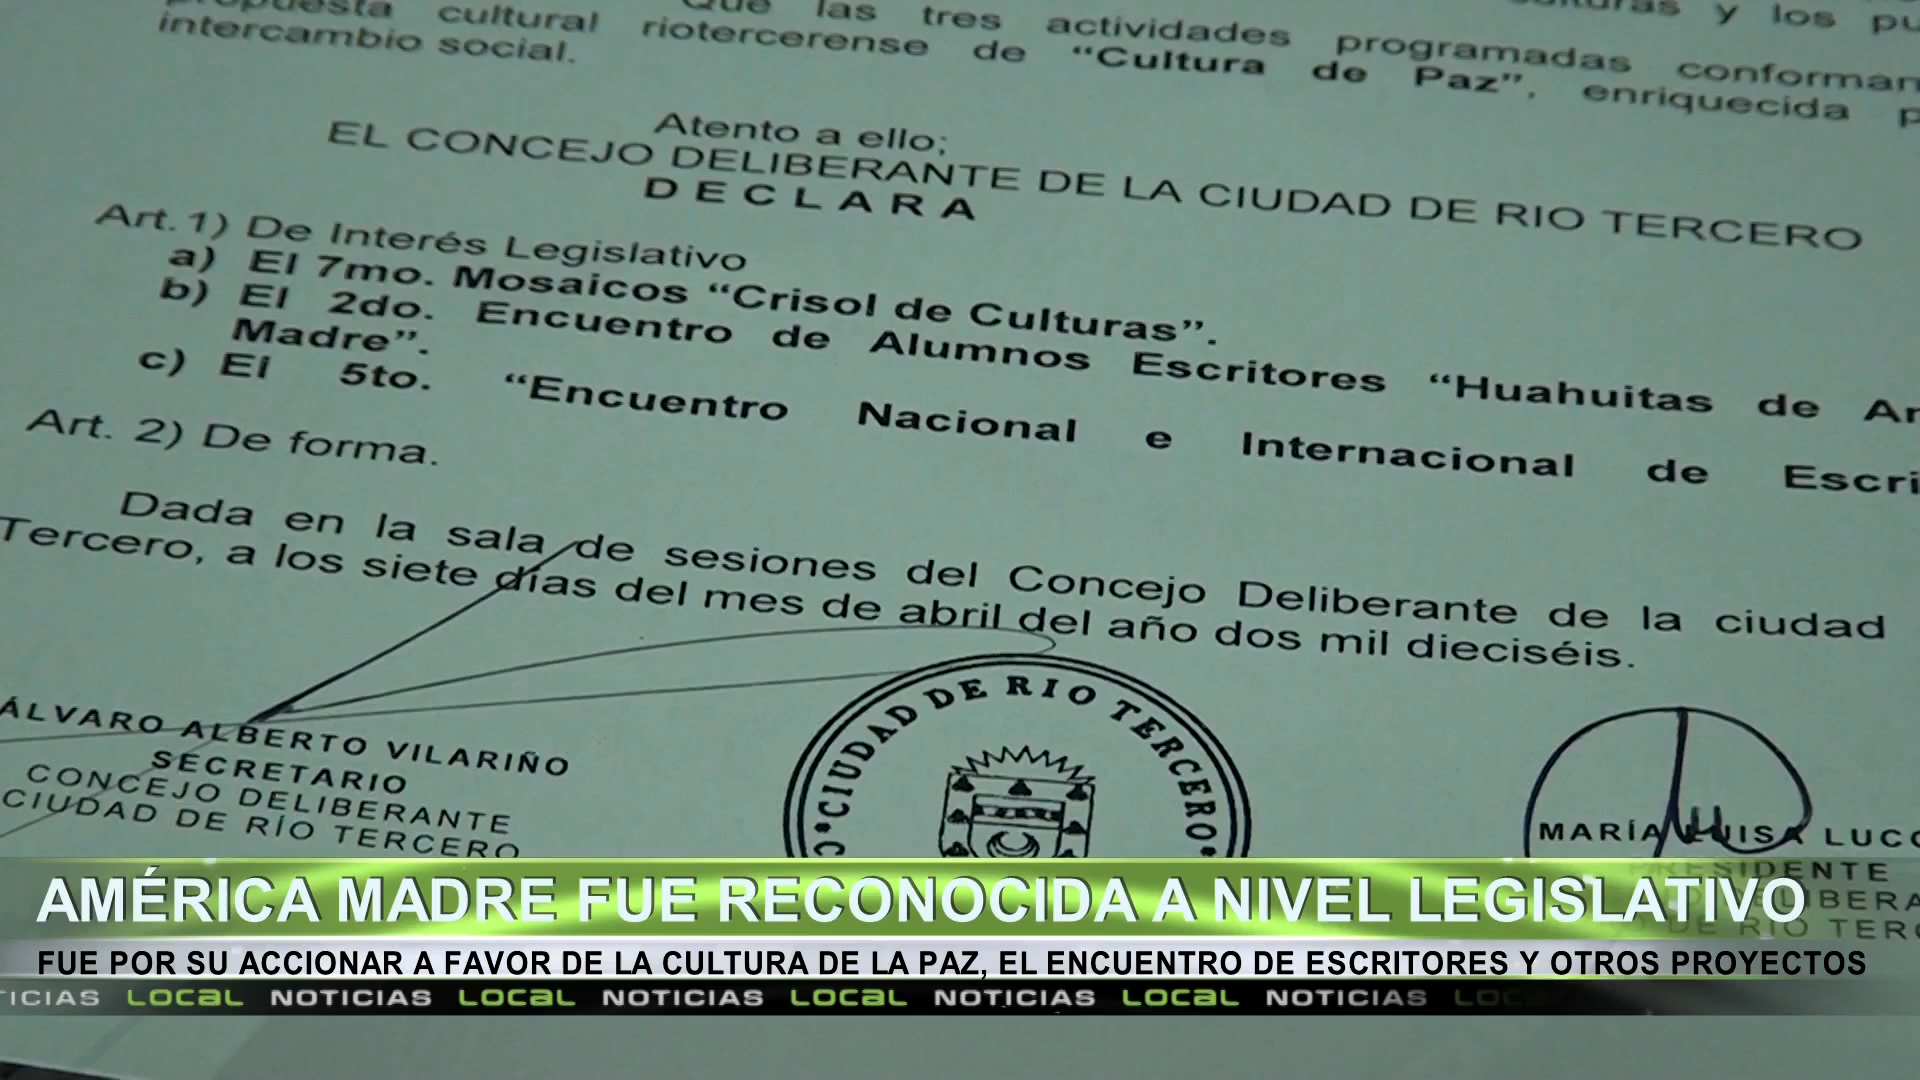 cultural Que las tres actividades programadas conforman
intercambio social. riotercerense de "Cultura de Paz", enriquecida
y los
Atento a ello;
EL CONCEJO DELIBERANTE DE LA CIUDAD DE RIO TERCERO
DECLARA
Art. 1) De Interés Legislativo
a) El 7mo. Mosaicos "Crisol de Culturas".
b) El 2do. Encuentro de Alumnos Escritores "Huahuitas de
Madre".
c) El 5to. "Encuentro Nacional e Internacional de
Art. 2) De forma.
Dada en la sala de sesiones del Concejo Deliberante de la ciudad
Tercero, a los siete días del mes de abril del año dos mil dieciséis.
ÁLVARO ALBERTO VILARIÑO
SECRETARIO
CONCEJO DELIBERANTE
CIUDAD DE RÍO TERCERO
CIUDAD DE RIO TERCERO
MARÍA LUISA
PRESIDENTE
AMÉRICA MADRE FUE RECONOCIDA A NIVEL LEGISLATIVO
FUE POR SU ACCIONAR A FAVOR DE LA CULTURA DE LA PAZ, EL ENCUENTRO DE ESCRITORES Y OTROS PROYECTOS
LOCAL NOTICIAS LOCAL NOTICIAS LOCAL NOTICIAS LOCAL NOTICIAS